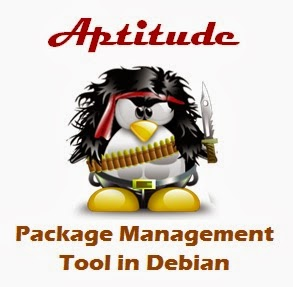 Aptitude
Package Management
Tool in Debian